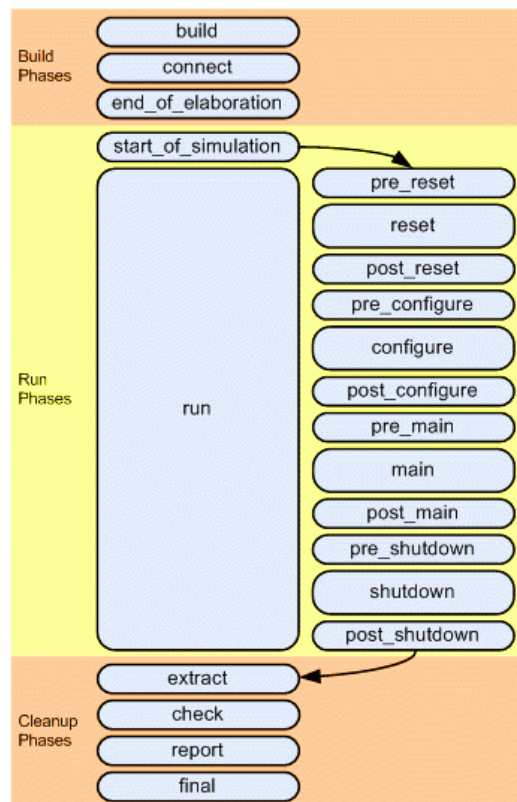 Build
Phases
build
connect
end_of_elaboration
Run
Phases
start_of_simulation
run
pre_reset
reset
post_reset
pre_configure
configure
post_configure
pre_main
main
post_main
pre_shutdown
shutdown
post_shutdown
Cleanup
Phases
extract
check
report
final